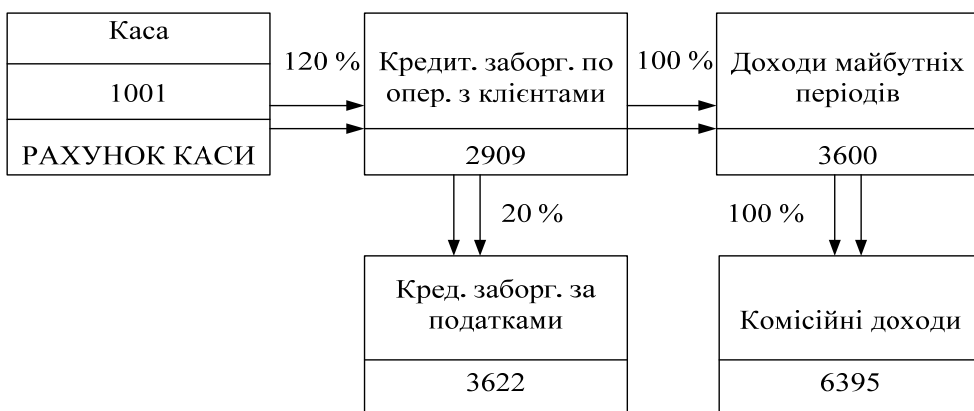 Каса
1001
РАХУНОК КАСИ
120 %
Кредит. заборг. по
опер. з клієнтами
2909
100 %
Доходи майбутніх
періодів
3600
20 %
Кред. заборг. за
податками
3622
100 %
Комісійні доходи
6395